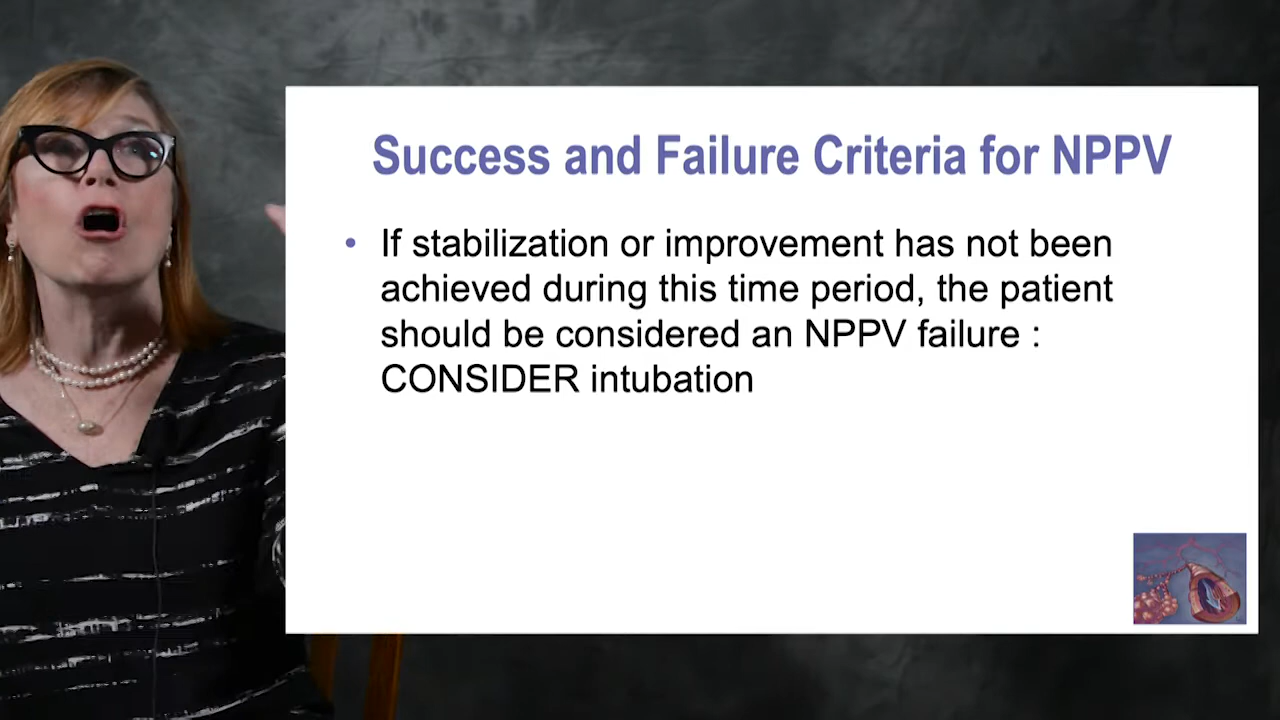 Success and Failure Criteria for NPPV
• If stabilization or improvement has not been
achieved during this time period, the patient
should be considered an NPPV failure :
CONSIDER intubation